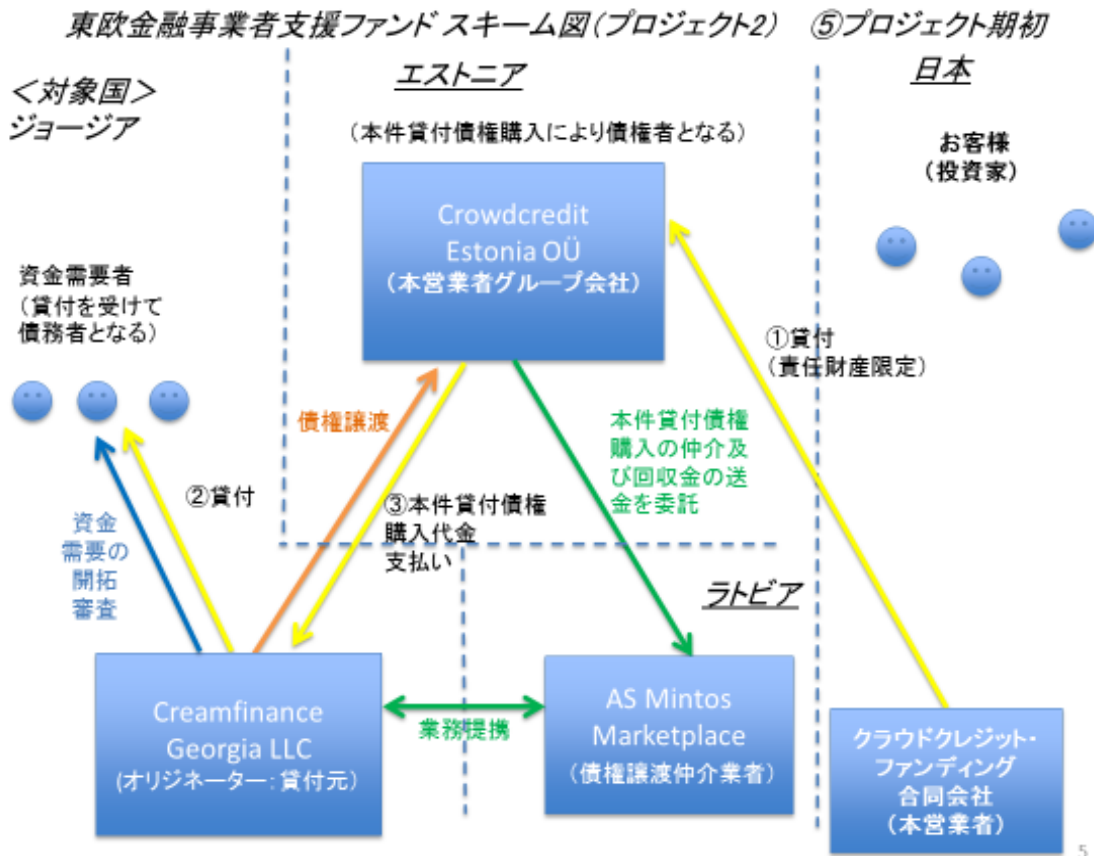 東欧金融事業者支援ファンド スキーム図(プロジェクト2) ⑤プロジェクト期初
＜対象国＞
ジョージア
エストニア
日本
(本件貸付債権購入により債権者となる)
お客様
(投資家)
Crowdcredit
Estonia OÜ
(本営業者グループ会社)
資金需要者
(貸付を受けて
債務者となる)
①貸付
(責任財産限定)
債権譲渡
本件貸付債権
購入の仲介及
び回収金の送
金を委託
②貸付
③本件貸付債権
購入代金
支払い
資金
需要の
開拓
審査
ラトビア
Creamfinance
Georgia LLC
(オリジネーター：貸付元)
業務提携
AS Mintos
Marketplace
(債権譲渡仲介業者)
クラウドクレジット・
ファンディング
合同会社
(本営業者)
5